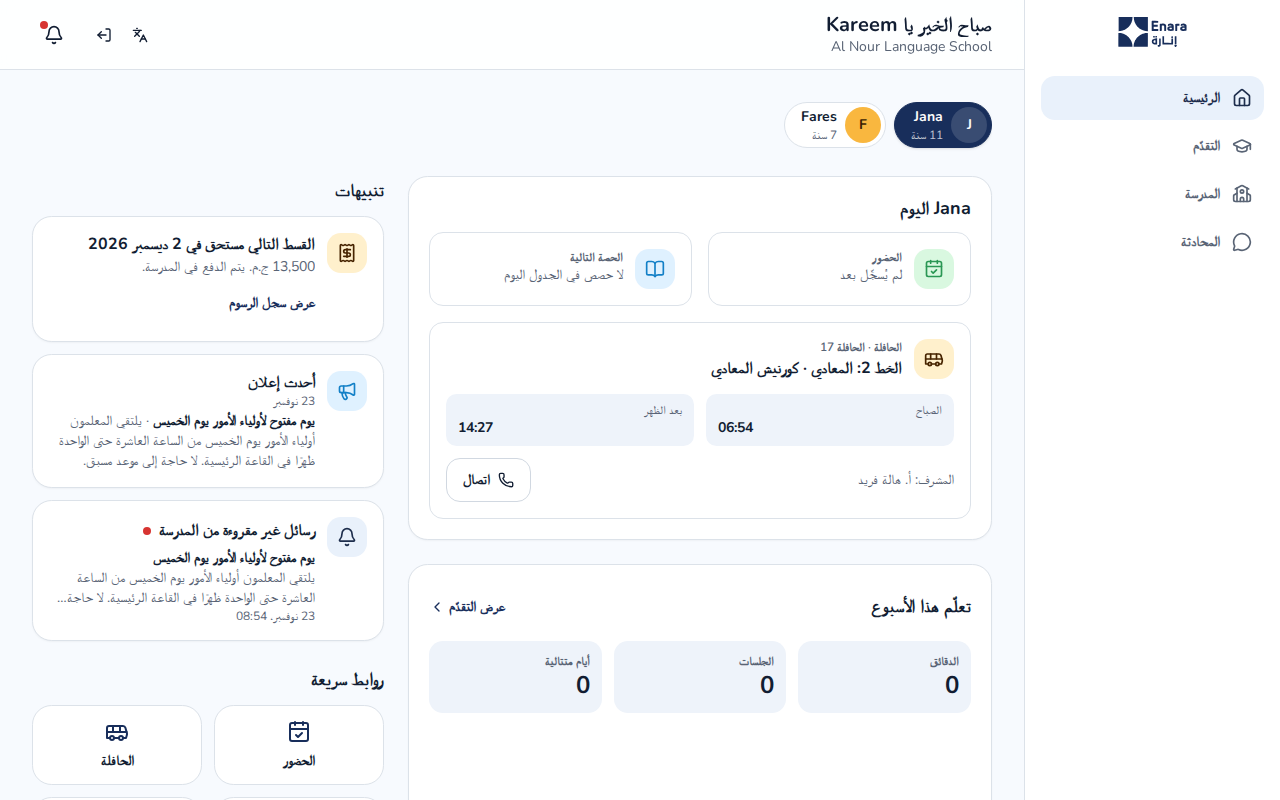 Enara
إنارة
الرئيسية
التقدّم
المدرسة
المحادثة
صباح الخير يا Kareem
Al Nour Language School
J
Jana
11 سنة
F
Fares
7 سنة
Jana اليوم
الحضور
لم يُسجَّل بعد
الحصة التالية
لا حصص في الجدول اليوم
الحافلة · الحافلة 17
الخط 2: المعادي · كورنيش المعادي
الصباح
06:54
بعد الظهر
14:27
المشرف: أ. هالة فريد
اتصال
تعلّم هذا الأسبوع
عرض التقدّم
الدقائق
0
الجلسات
0
أيام متتالية
0
تنبيهات
القسط التالي مستحق في 2 ديسمبر 2026
13,500 ج.م. يتم الدفع في المدرسة.
عرض سجل الرسوم
أحدث إعلان
23 نوفمبر
يوم مفتوح لأولياء الأمور يوم الخميس · يلتقي المعلمون
أولياء الأمور يوم الخميس من الساعة العاشرة حتى الواحدة
ظهرًا في القاعة الرئيسية. لا حاجة إلى موعد مسبق.
رسائل غير مقروءة من المدرسة
يوم مفتوح لأولياء الأمور يوم الخميس
يلتقي المعلمون أولياء الأمور يوم الخميس من الساعة
العاشرة حتى الواحدة ظهرًا في القاعة الرئيسية. لا حاجة...
23 نوفمبر، 08:54
روابط سريعة
الحضور
الحافلة